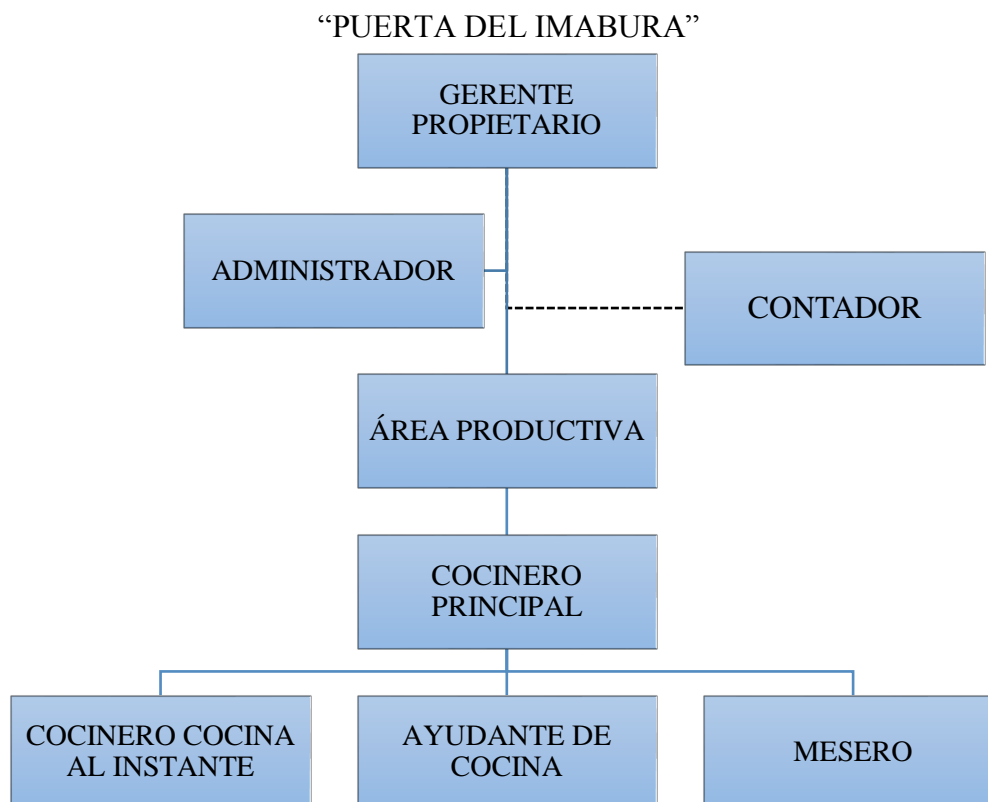 “PUERTA DEL IMABURA”
GERENTE
PROPIETARIO
ADMINISTRADOR
CONTADOR
ÁREA PRODUCTIVA
COCINERO
PRINCIPAL
COCINERO COCINA
AL INSTANTE
AYUDANTE DE
COCINA
MESERO